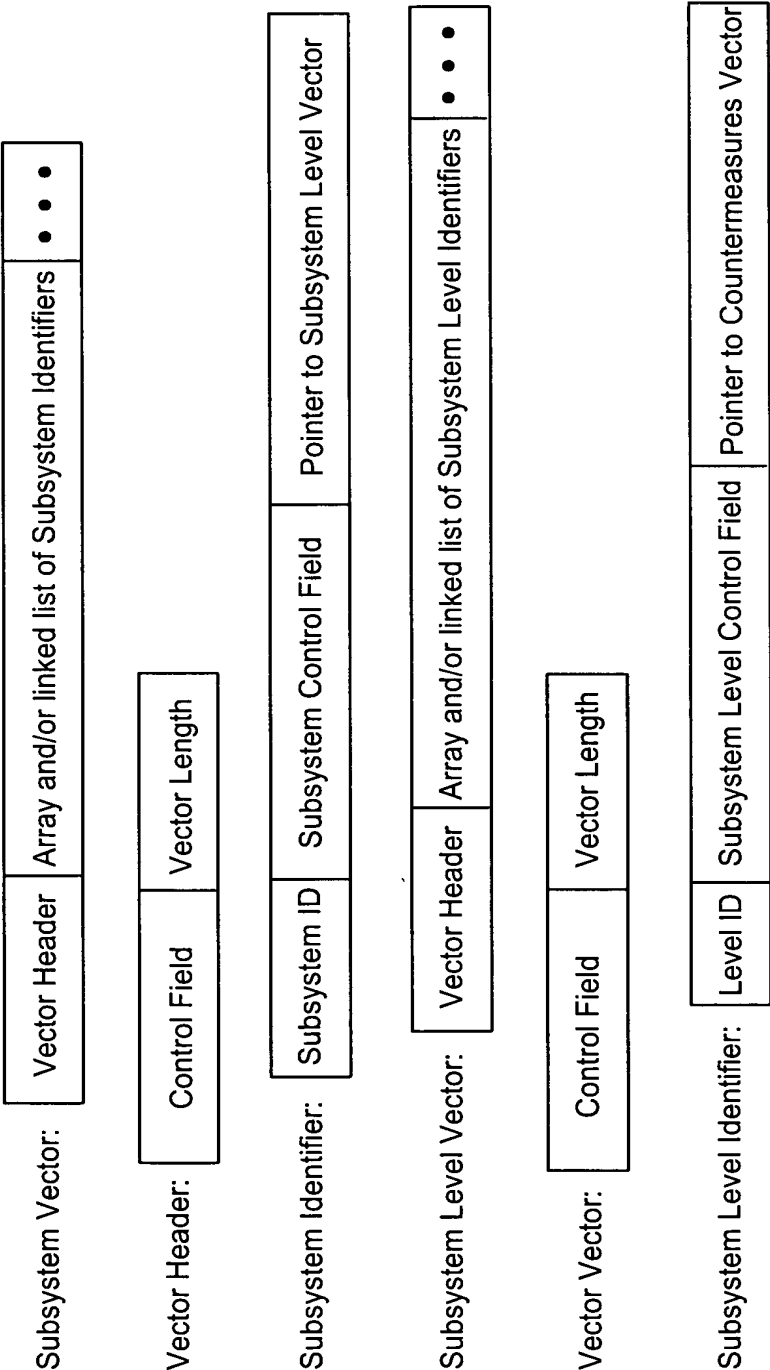 Subsystem Vector: Vector Header Array and/or linked list of Subsystem Identifiers • • •
Vector Header: Control Field Vector Length
Subsystem Identifier: Subsystem ID Subsystem Control Field Pointer to Subsystem Level Vector
Subsystem Level Vector: Vector Header Array and/or linked list of Subsystem Level Identifiers • • •
Vector Vector: Control Field Vector Length
Subsystem Level Identifier: Level ID Subsystem Level Control Field Pointer to Countermeasures Vector